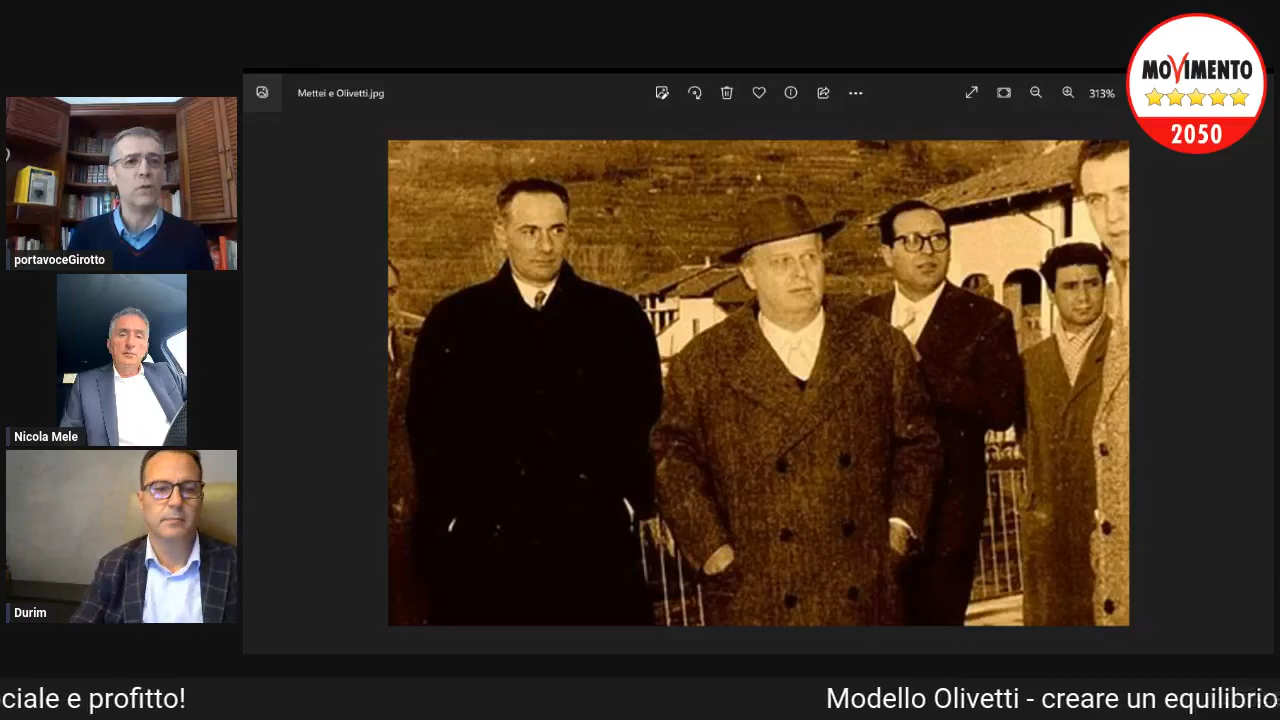 Mettei e Olivetti.jpg
313%
MOVIMENTO
2050
portavoceGirotto
Nicola Mele
Durim
ciale e profitto!
Modello Olivetti - creare un equilibrio